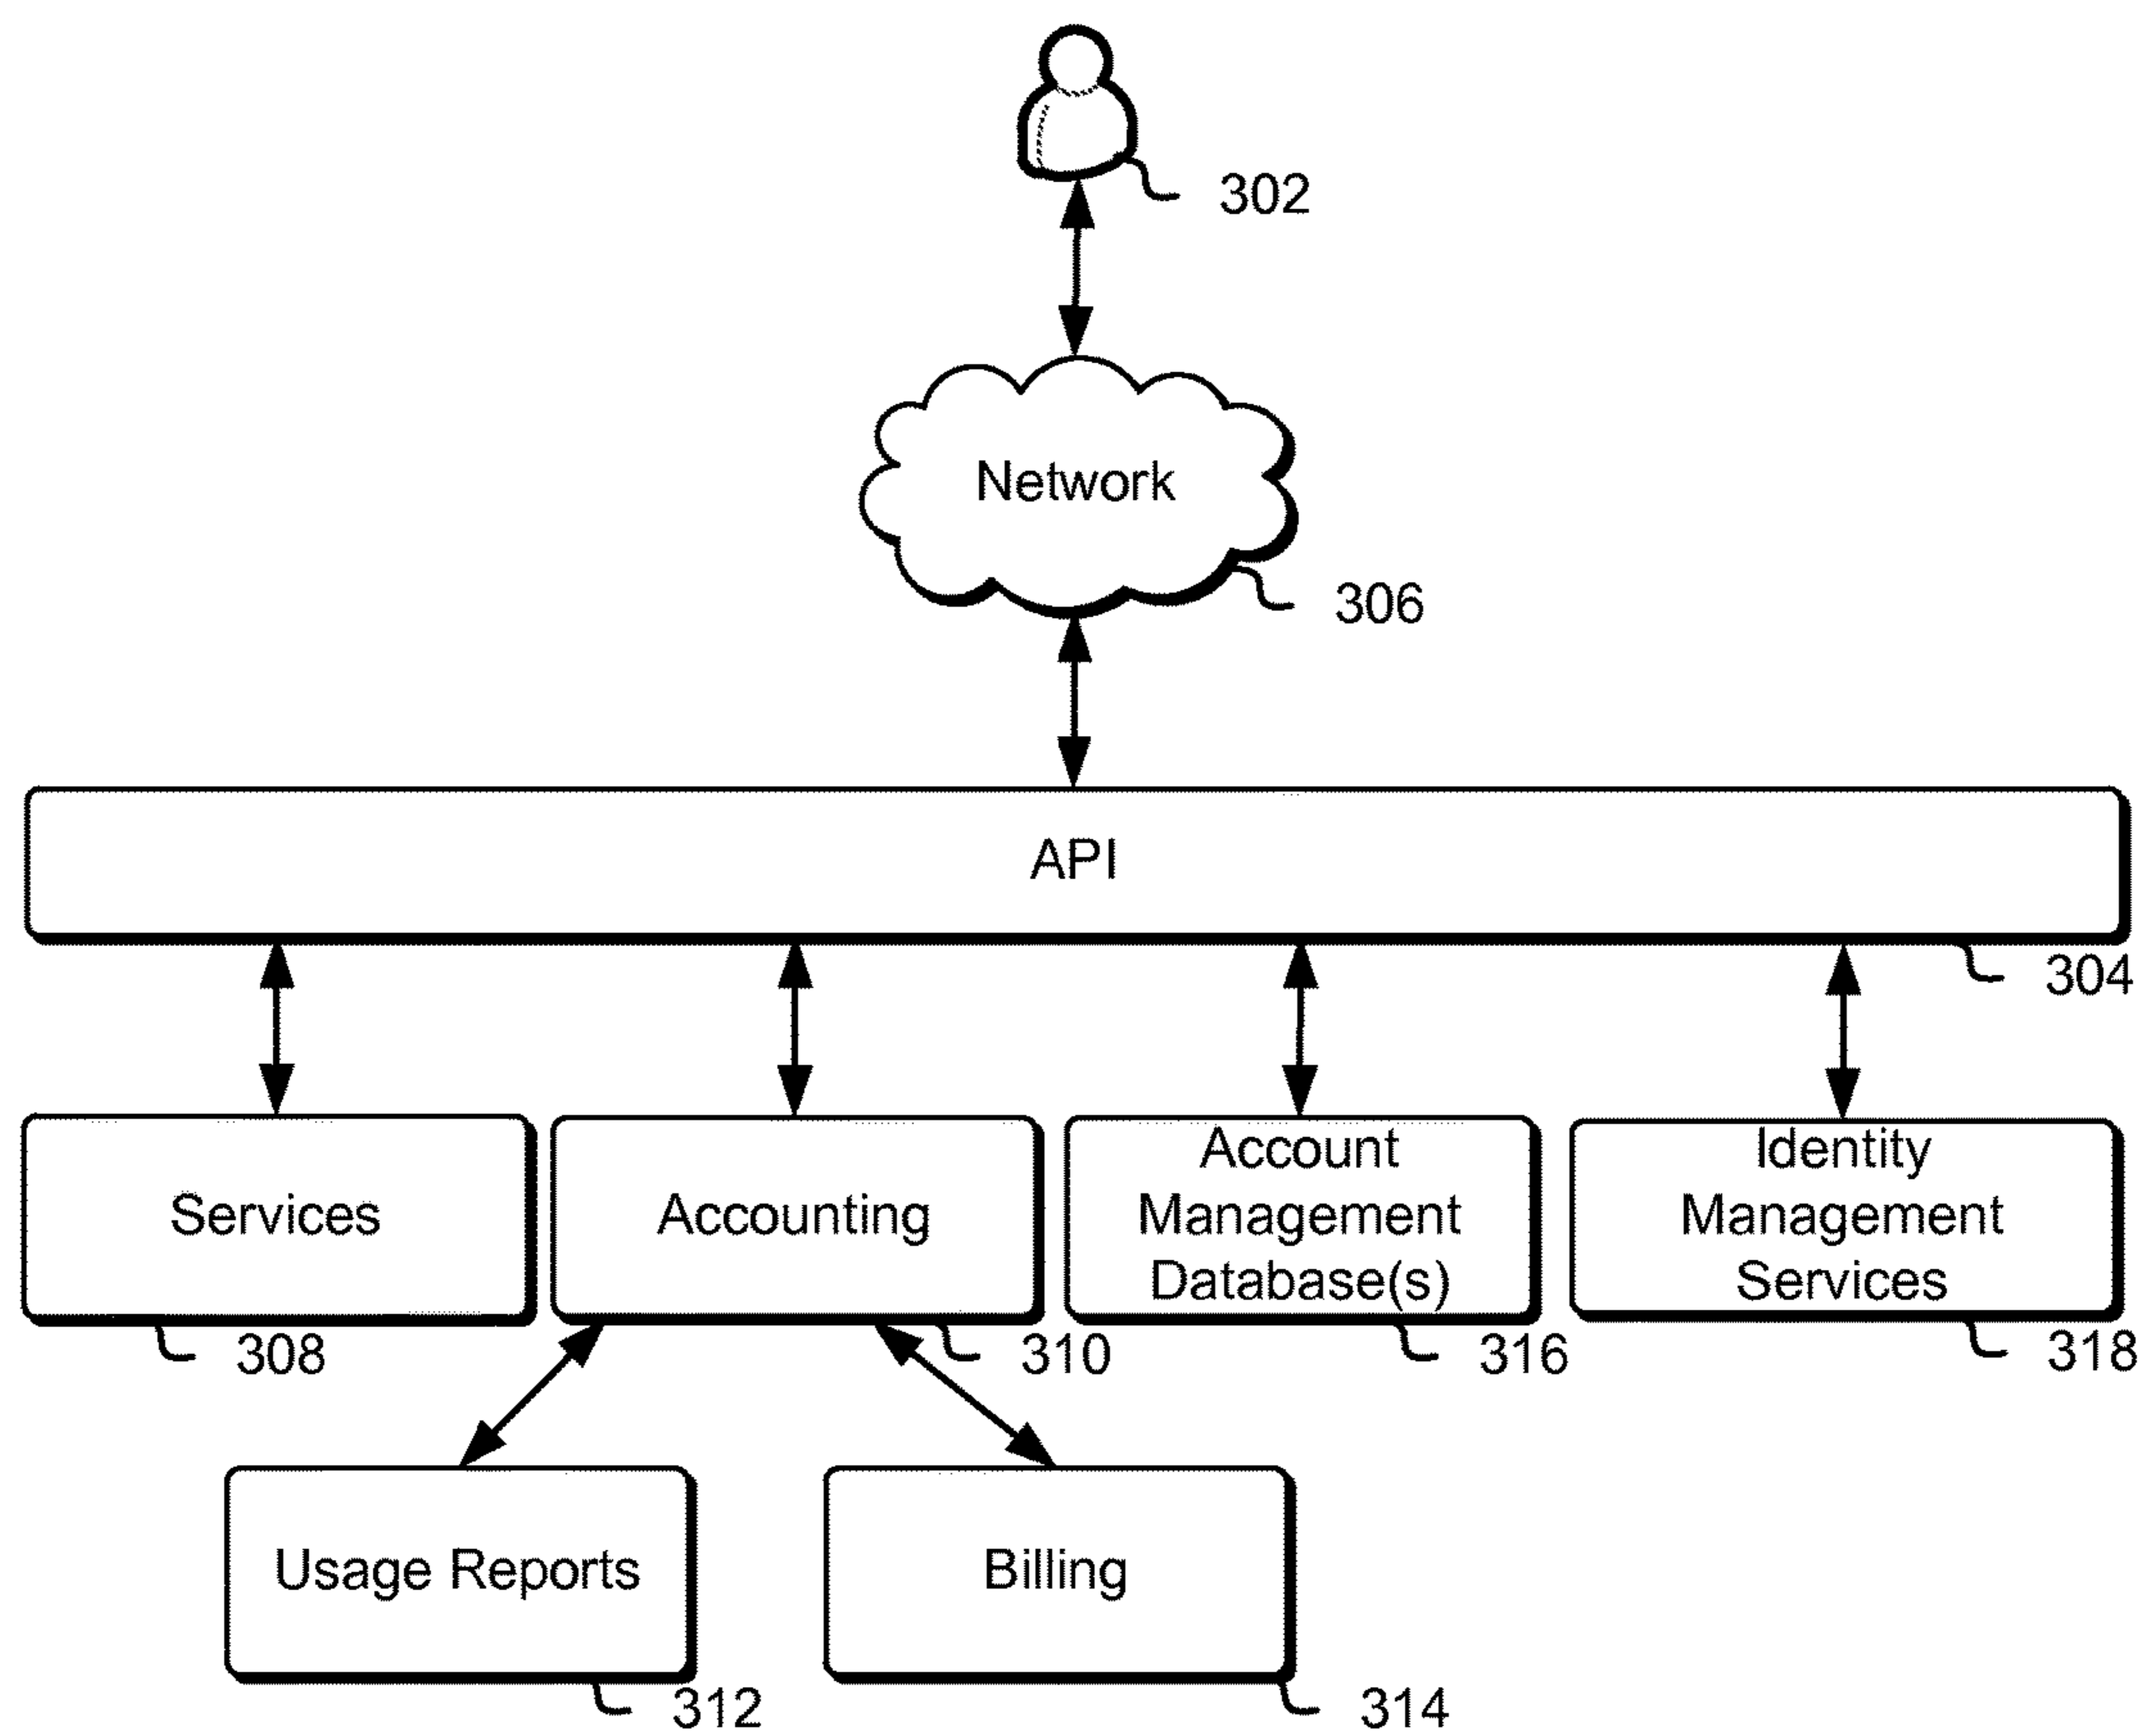 302
Network
306
API
304
Services
Accounting
Account
Management
Database(s)
Identity
Management
Services
308
310
316
318
Usage Reports
Billing
312
314